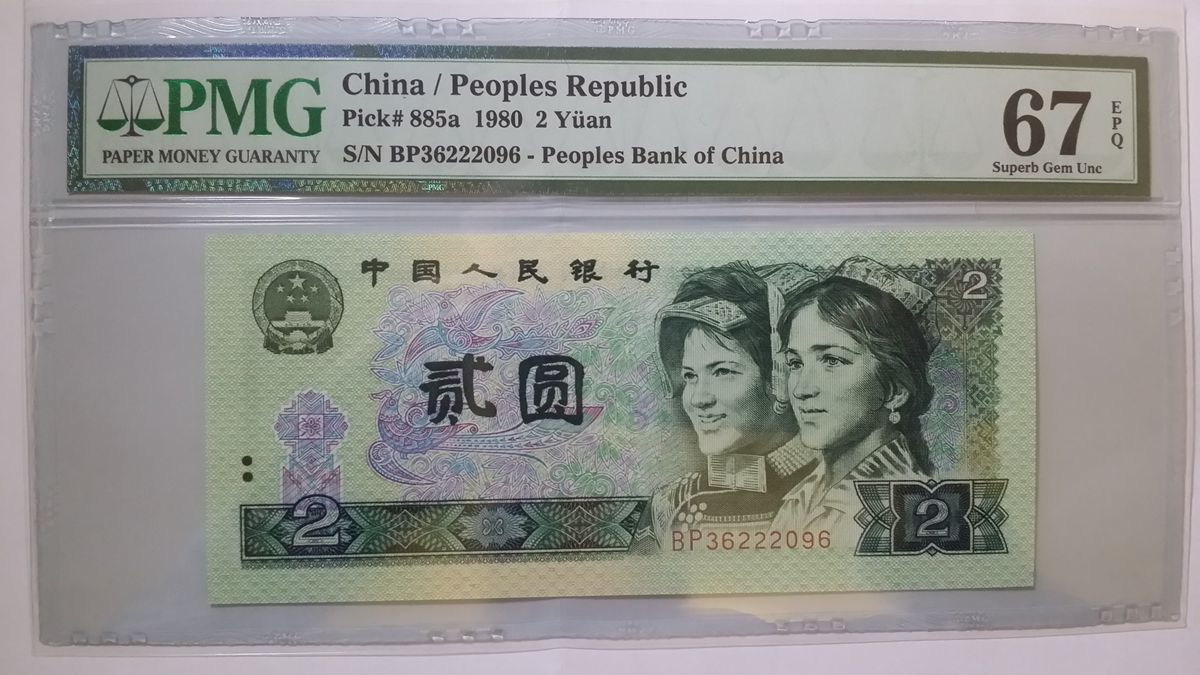 PMG
PAPER MONEY GUARANTY
China / Peoples Republic
Pick# 885a 1980 2 Yüan
S/N BP36222096 - Peoples Bank of China
67
EPQ
Superb Gem Unc
PMG
中国人民银行
2
贰圆
2
BP36222096
2